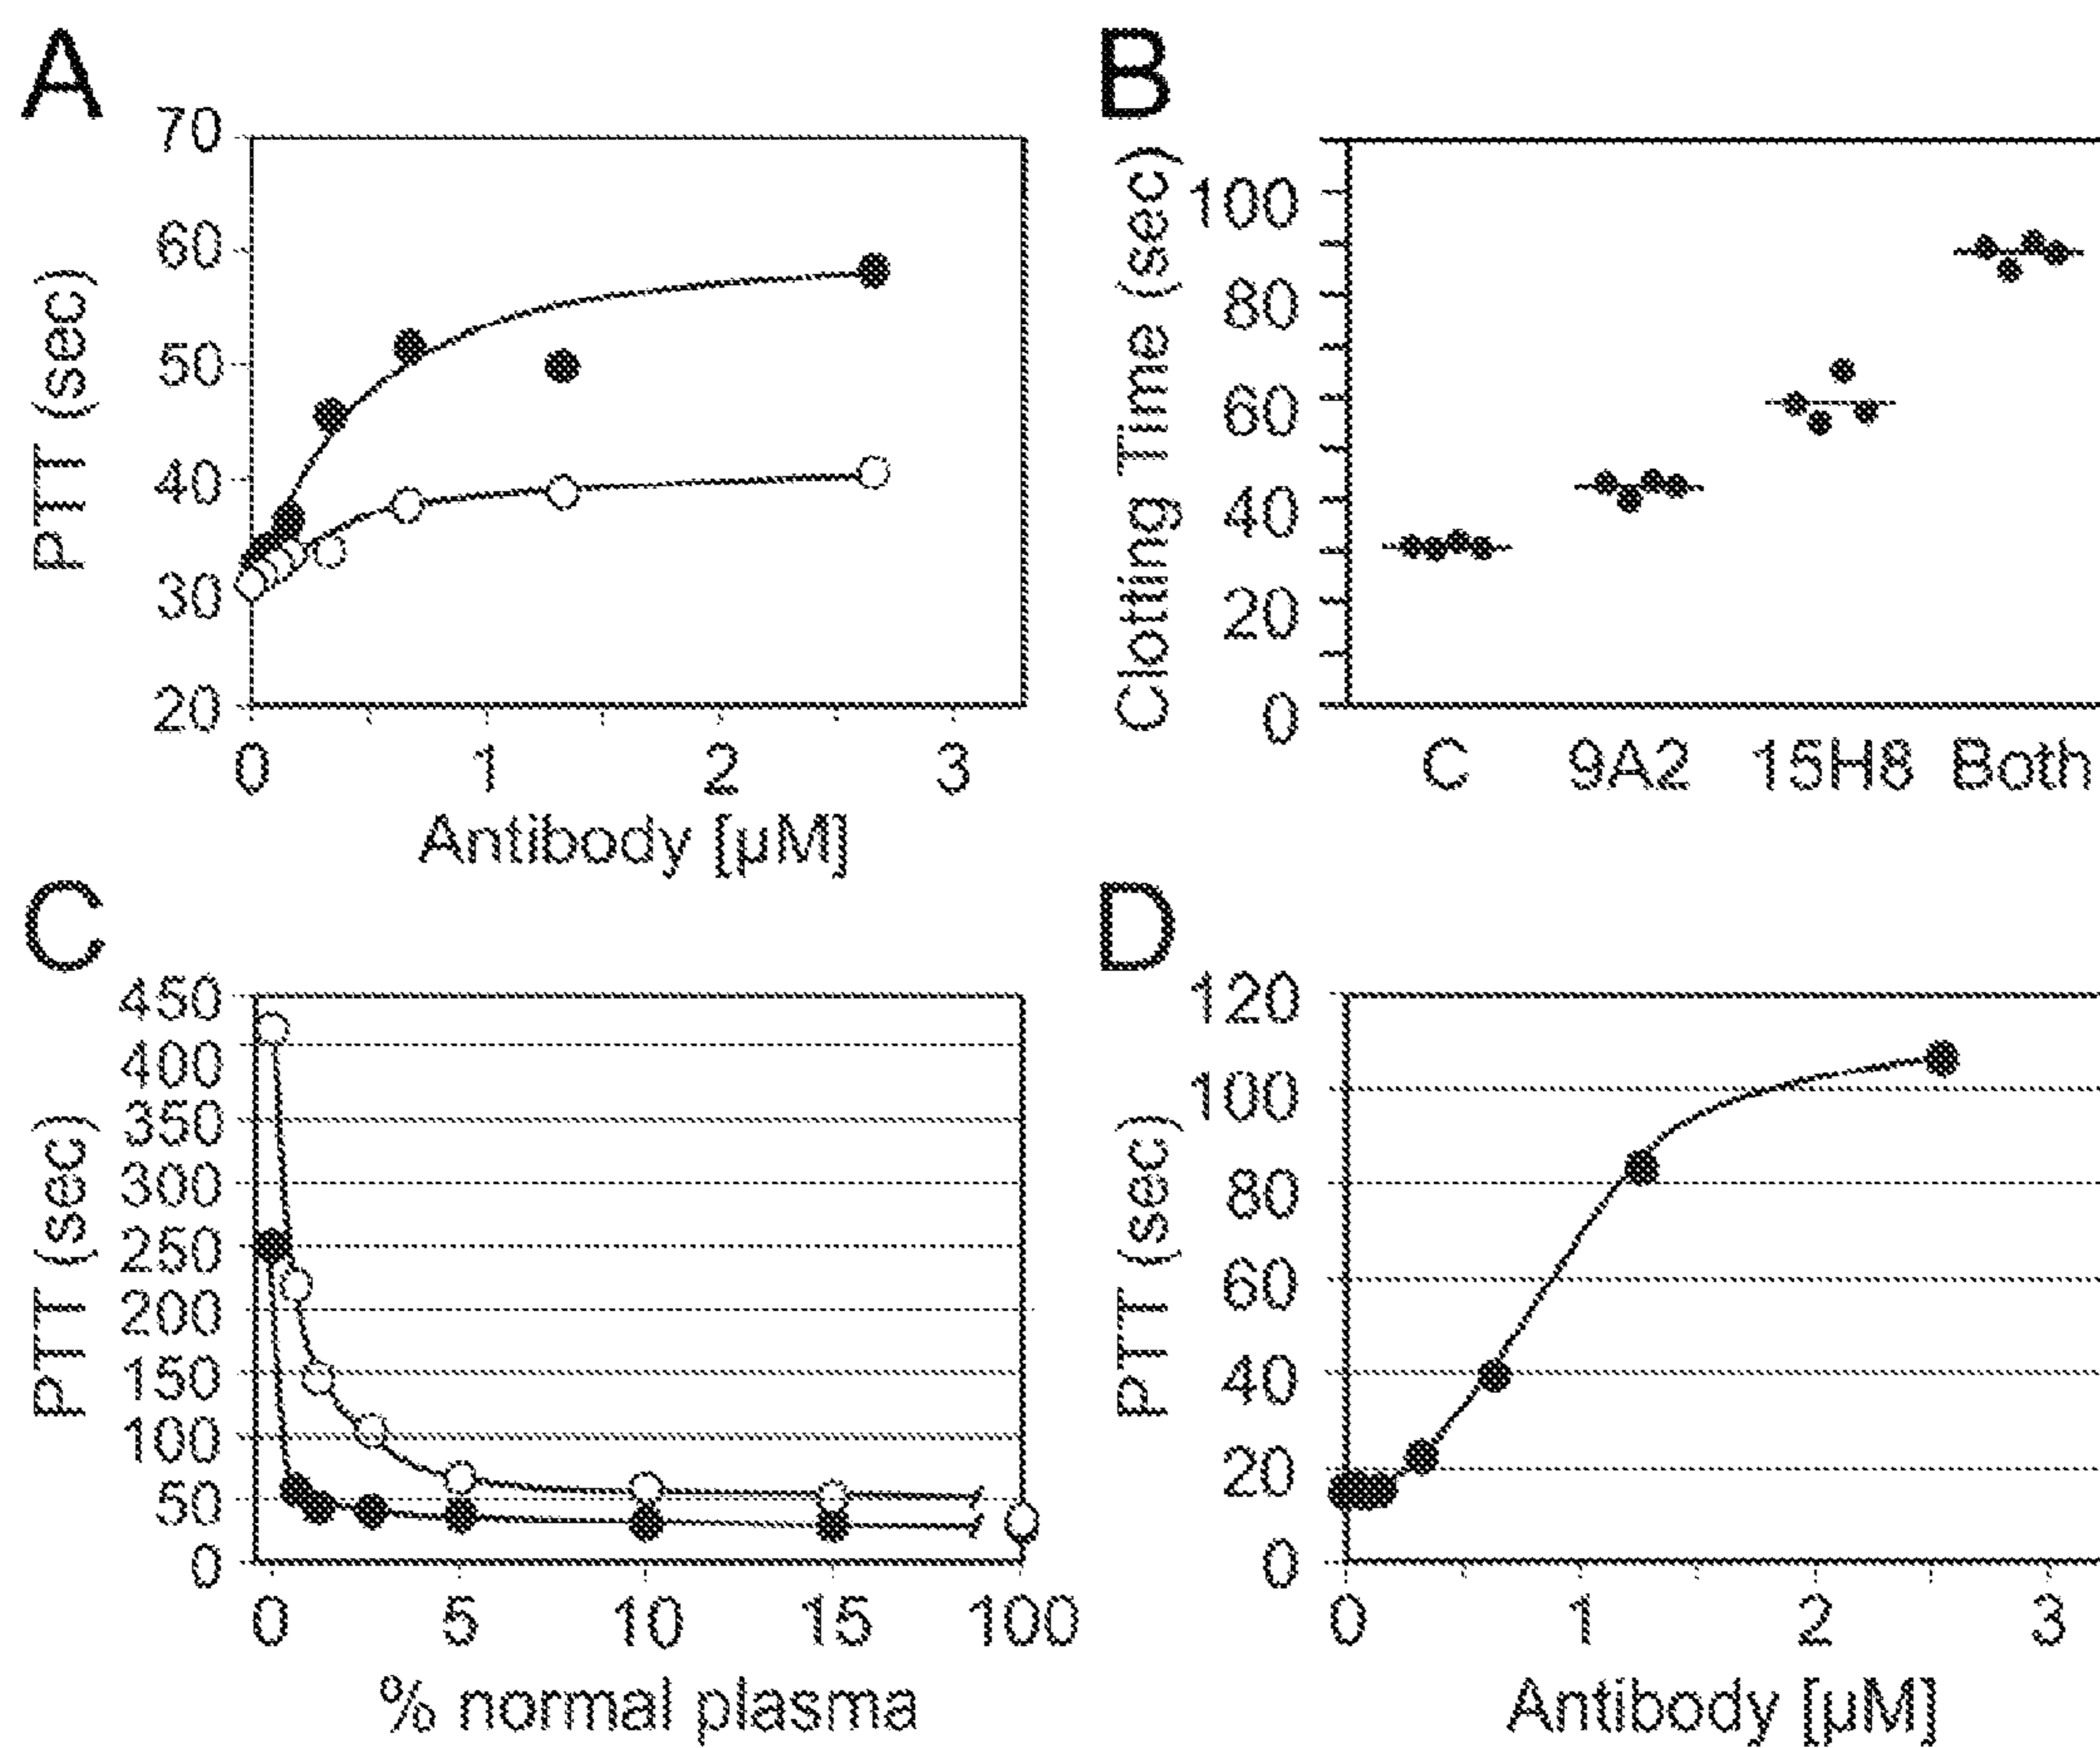 A
70
60
50
40
30
20
PTT (sec)
0 1 2 3
Antibody [µM]
B
100
80
60
40
20
0
Clotting Time (sec)
C 9A2 15H8 Both
C
450
400
350
300
250
200
150
100
50
0
PTT (sec)
0 5 10 15 100
% normal plasma
D
120
100
80
60
40
20
0
PTT (sec)
0 1 2 3
Antibody [µM]